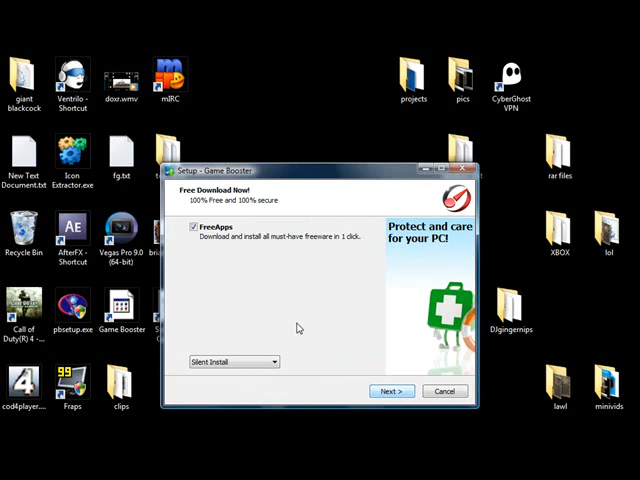 giant
blackcock
Ventrilo -
Shortcut
doxr.wmv
mIRC
projects
pics
CyberGhost
VPN
New Text
Document.txt
Icon
Extractor.exe
fg.txt
rar files
Recycle Bin
AfterFX -
Shortcut
Vegas Pro 9.0
(64-bit)
XBOX
lol
Call of
Duty(R) 4 -...
pbsetup.exe
Game Booster
DJgingernips
cod4player....
99
Fraps
clips
lawl
minivids
Setup - Game Booster
Free Download Now!
100% Free and 100% secure
FreeApps
Download and install all must-have freeware in 1 click.
Protect and care
for your PC!
Silent Install
Next >
Cancel